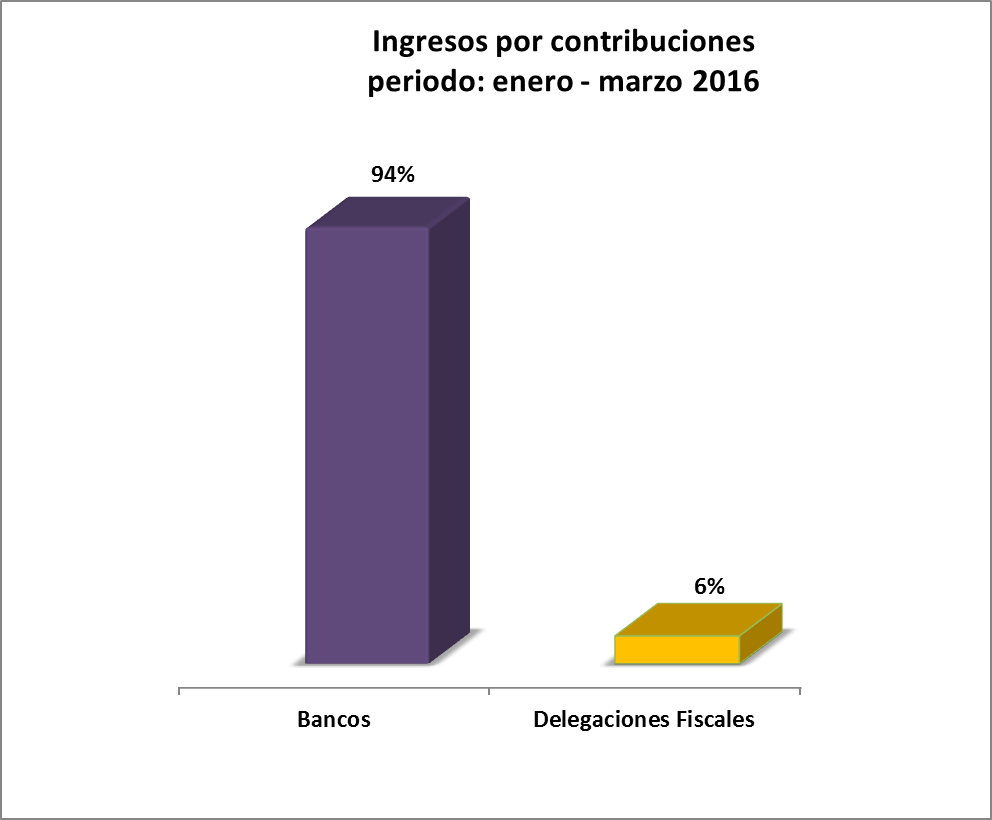 Ingresos por contribuciones
periodo: enero - marzo 2016
94%
6%
Bancos
Delegaciones Fiscales